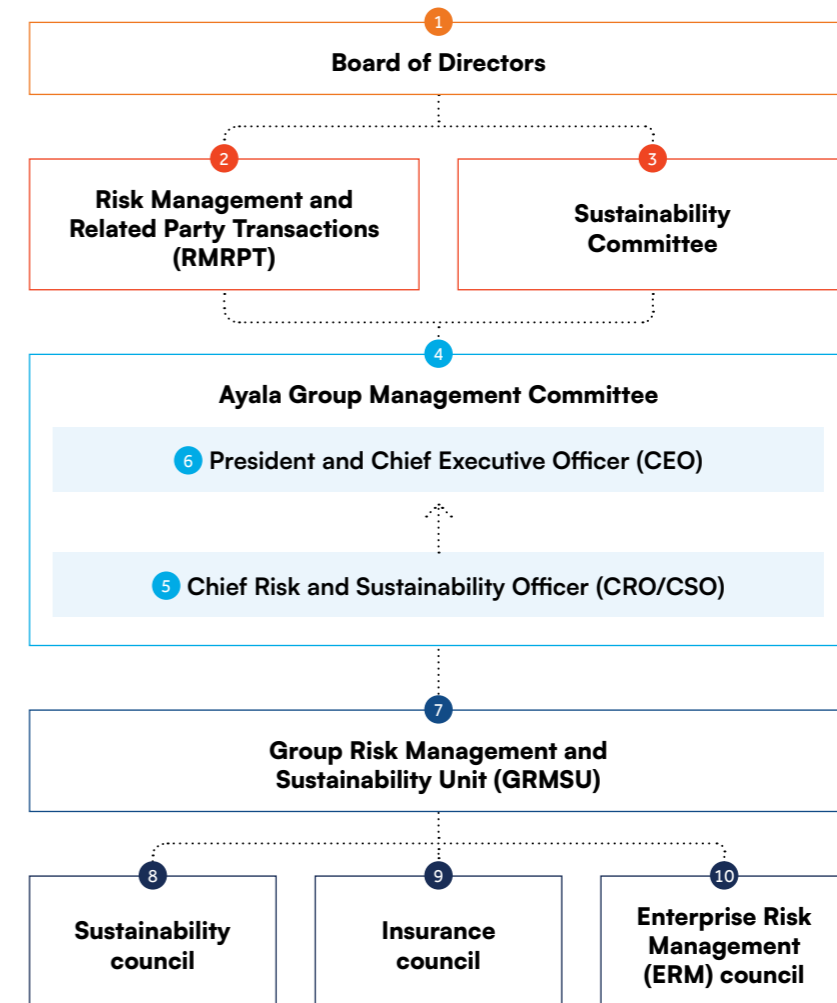 1
Board of Directors
2
Risk Management and
Related Party Transactions
(RMRPT)
3
Sustainability
Committee
4
Ayala Group Management Committee
6 President and Chief Executive Officer (CEO)
5 Chief Risk and Sustainability Officer (CRO/CSO)
7
Group Risk Management and
Sustainability Unit (GRMSU)
8
Sustainability
council
9
Insurance
council
10
Enterprise Risk
Management
(ERM) council